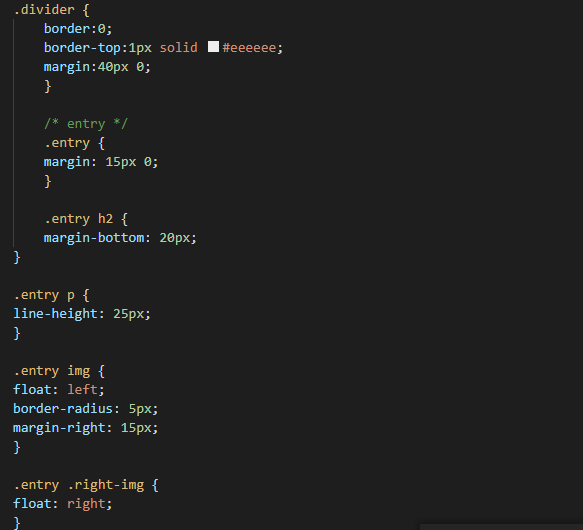 .divider {
border:0;
border-top:1px solid #eeeeee;
margin:40px 0;
}
/* entry */
.entry {
margin: 15px 0;
}
.entry h2 {
margin-bottom: 20px;
}
.entry p {
line-height: 25px;
}
.entry img {
float: left;
border-radius: 5px;
margin-right: 15px;
}
.entry .right-img {
float: right;
}